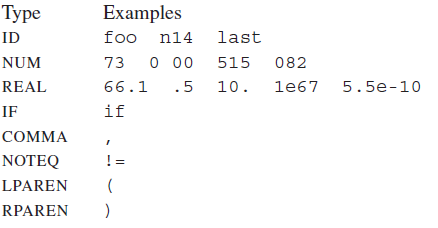 Type Examples
ID foo n14 last
NUM 73 0 00 515 082
REAL 66.1 .5 10. 1e67 5.5e-10
IF if
COMMA ,
NOTEQ !=
LPAREN (
RPAREN )